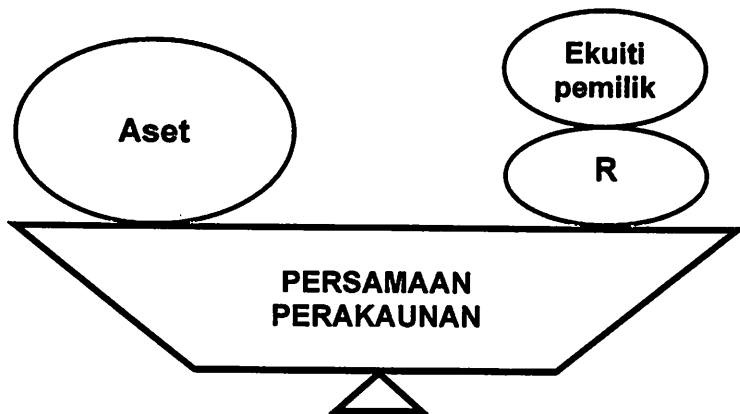 Aset
Ekuiti
pemilik
R
PERSAMAAN
PERAKAUNAN